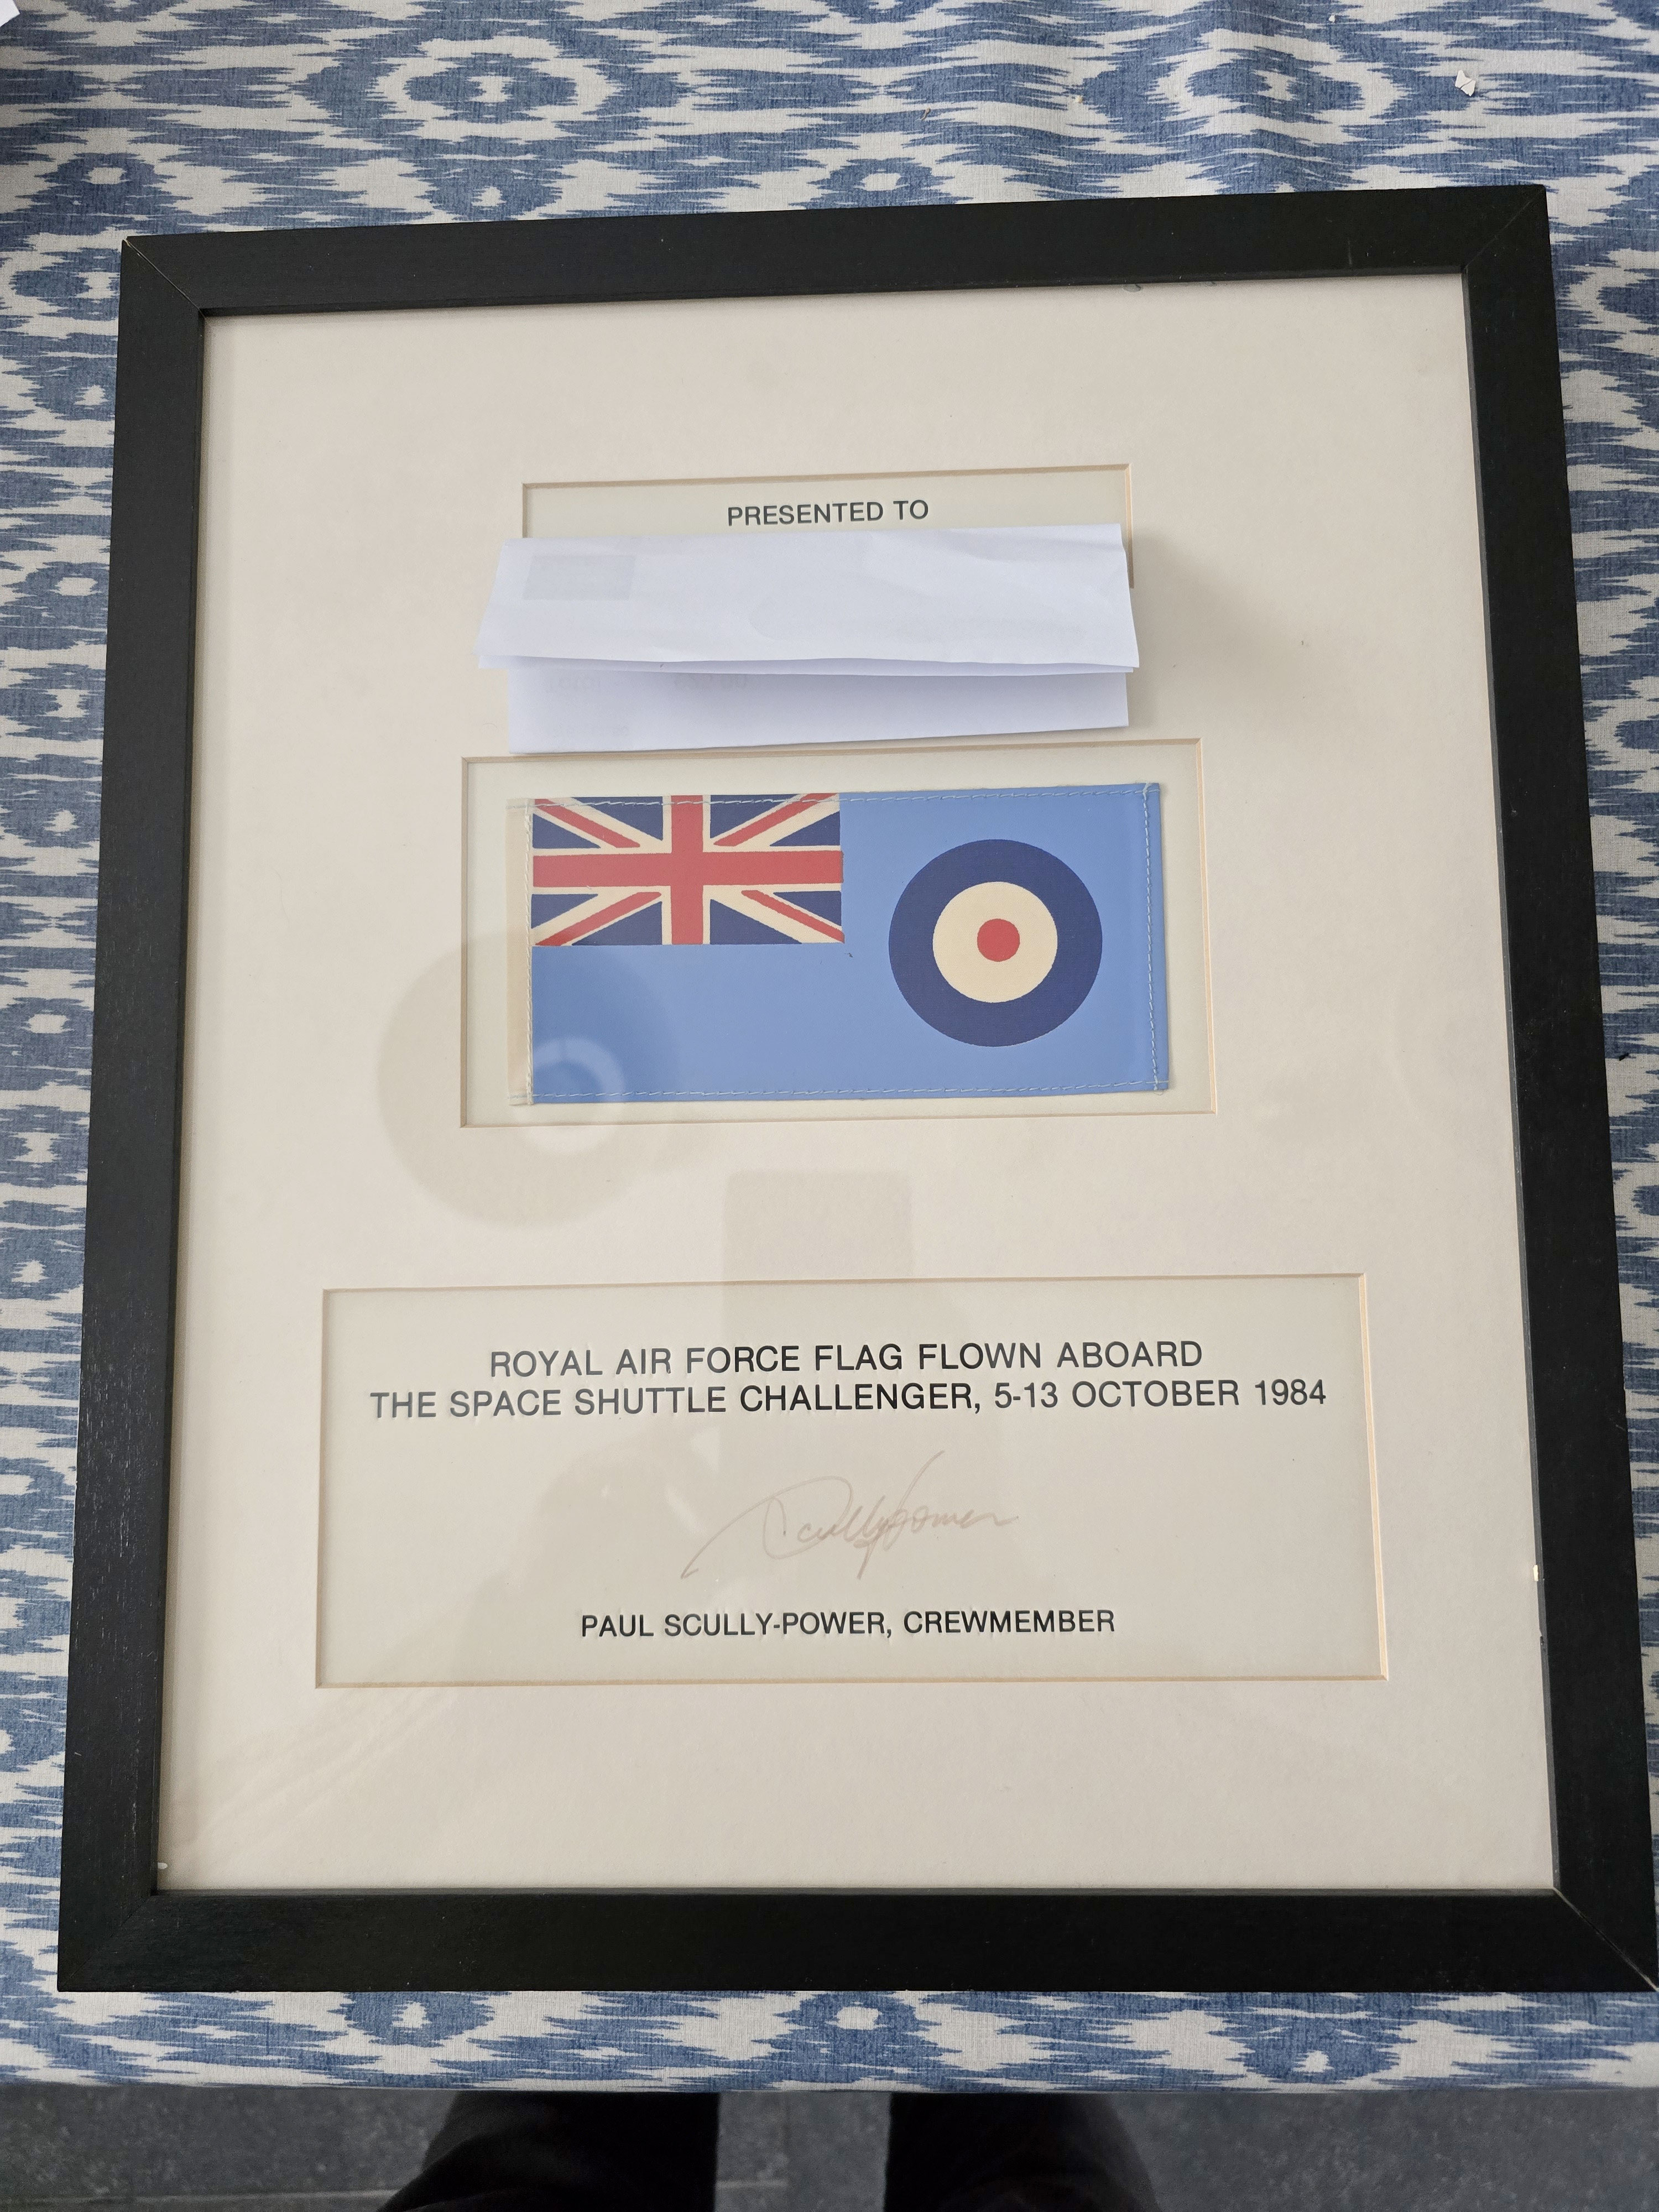 PRESENTED TO
ROYAL AIR FORCE FLAG FLOWN ABOARD
THE SPACE SHUTTLE CHALLENGER, 5-13 OCTOBER 1984
Scullypower
PAUL SCULLY-POWER, CREWMEMBER